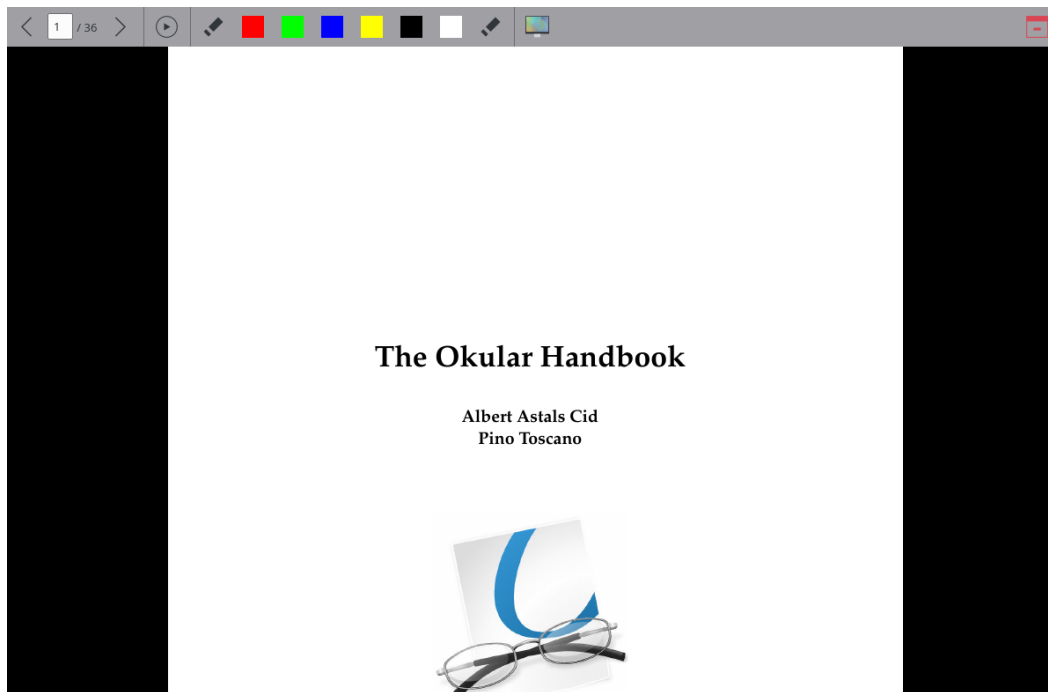 1 / 36
The Okular Handbook
Albert Astals Cid
Pino Toscano